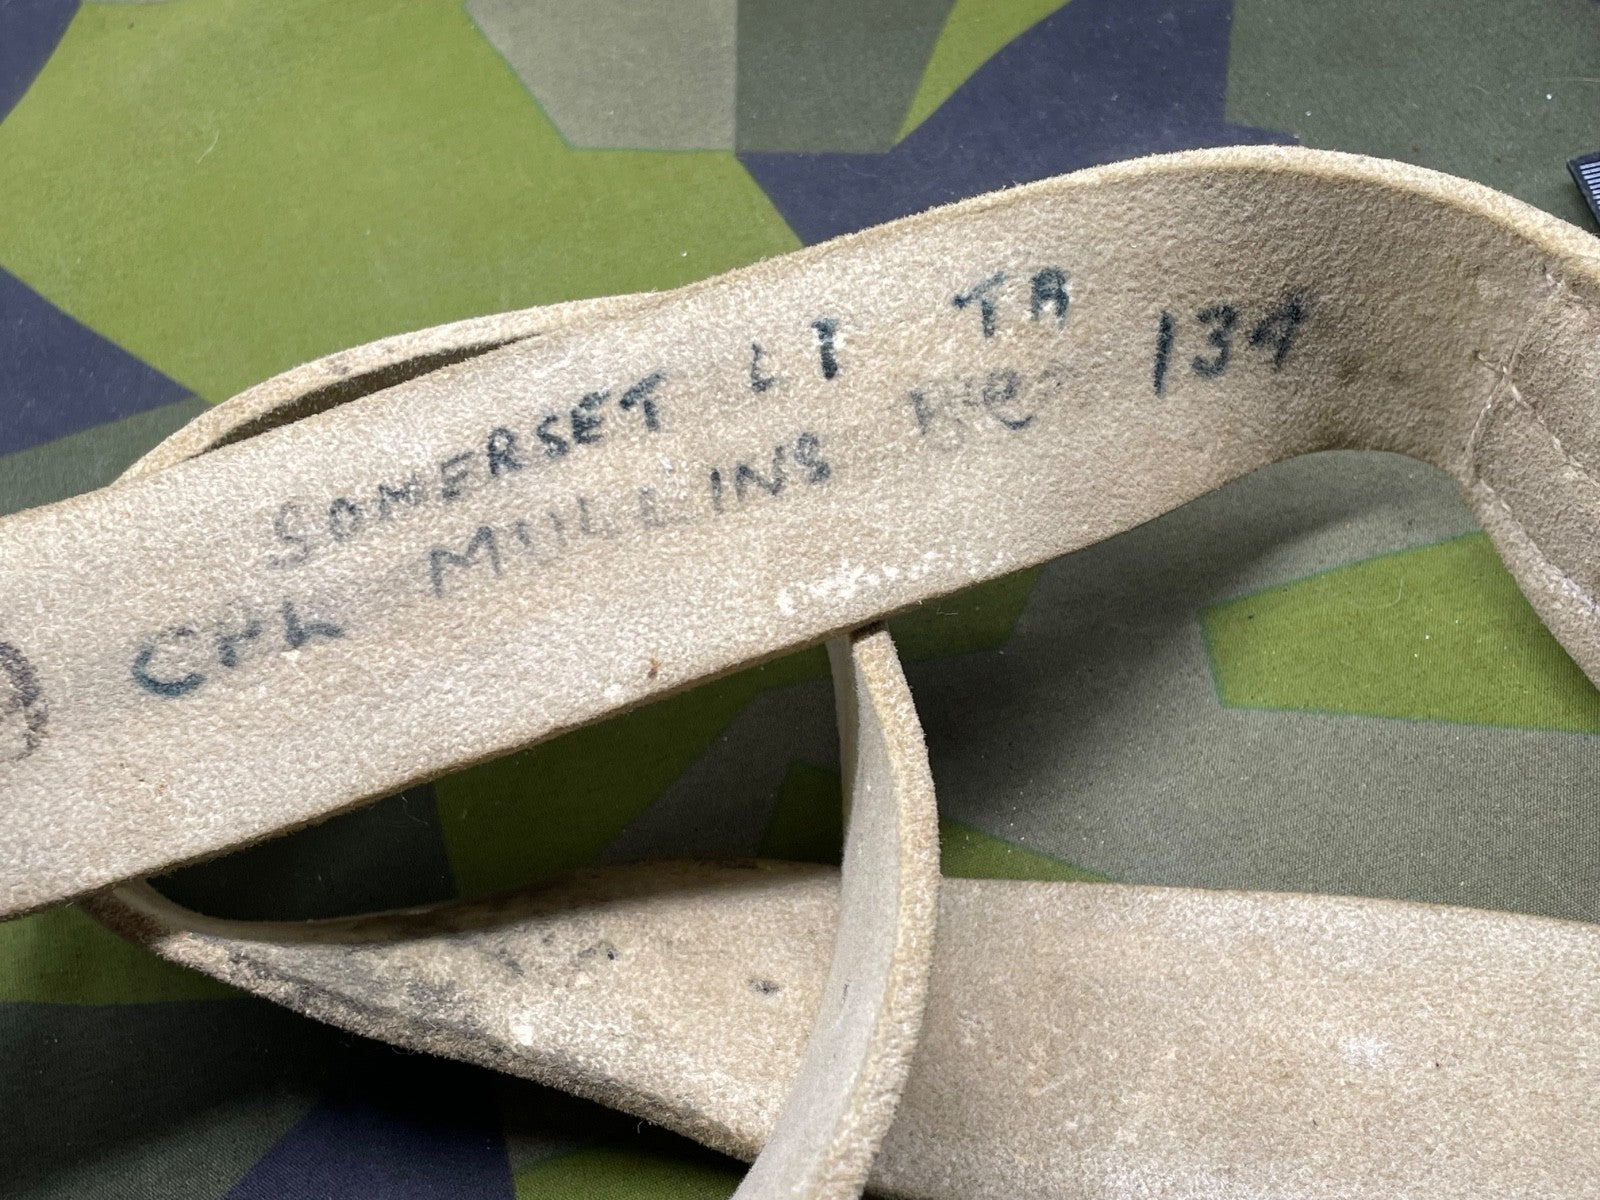 SOMERSET LI TA
CPL MULLINS 134